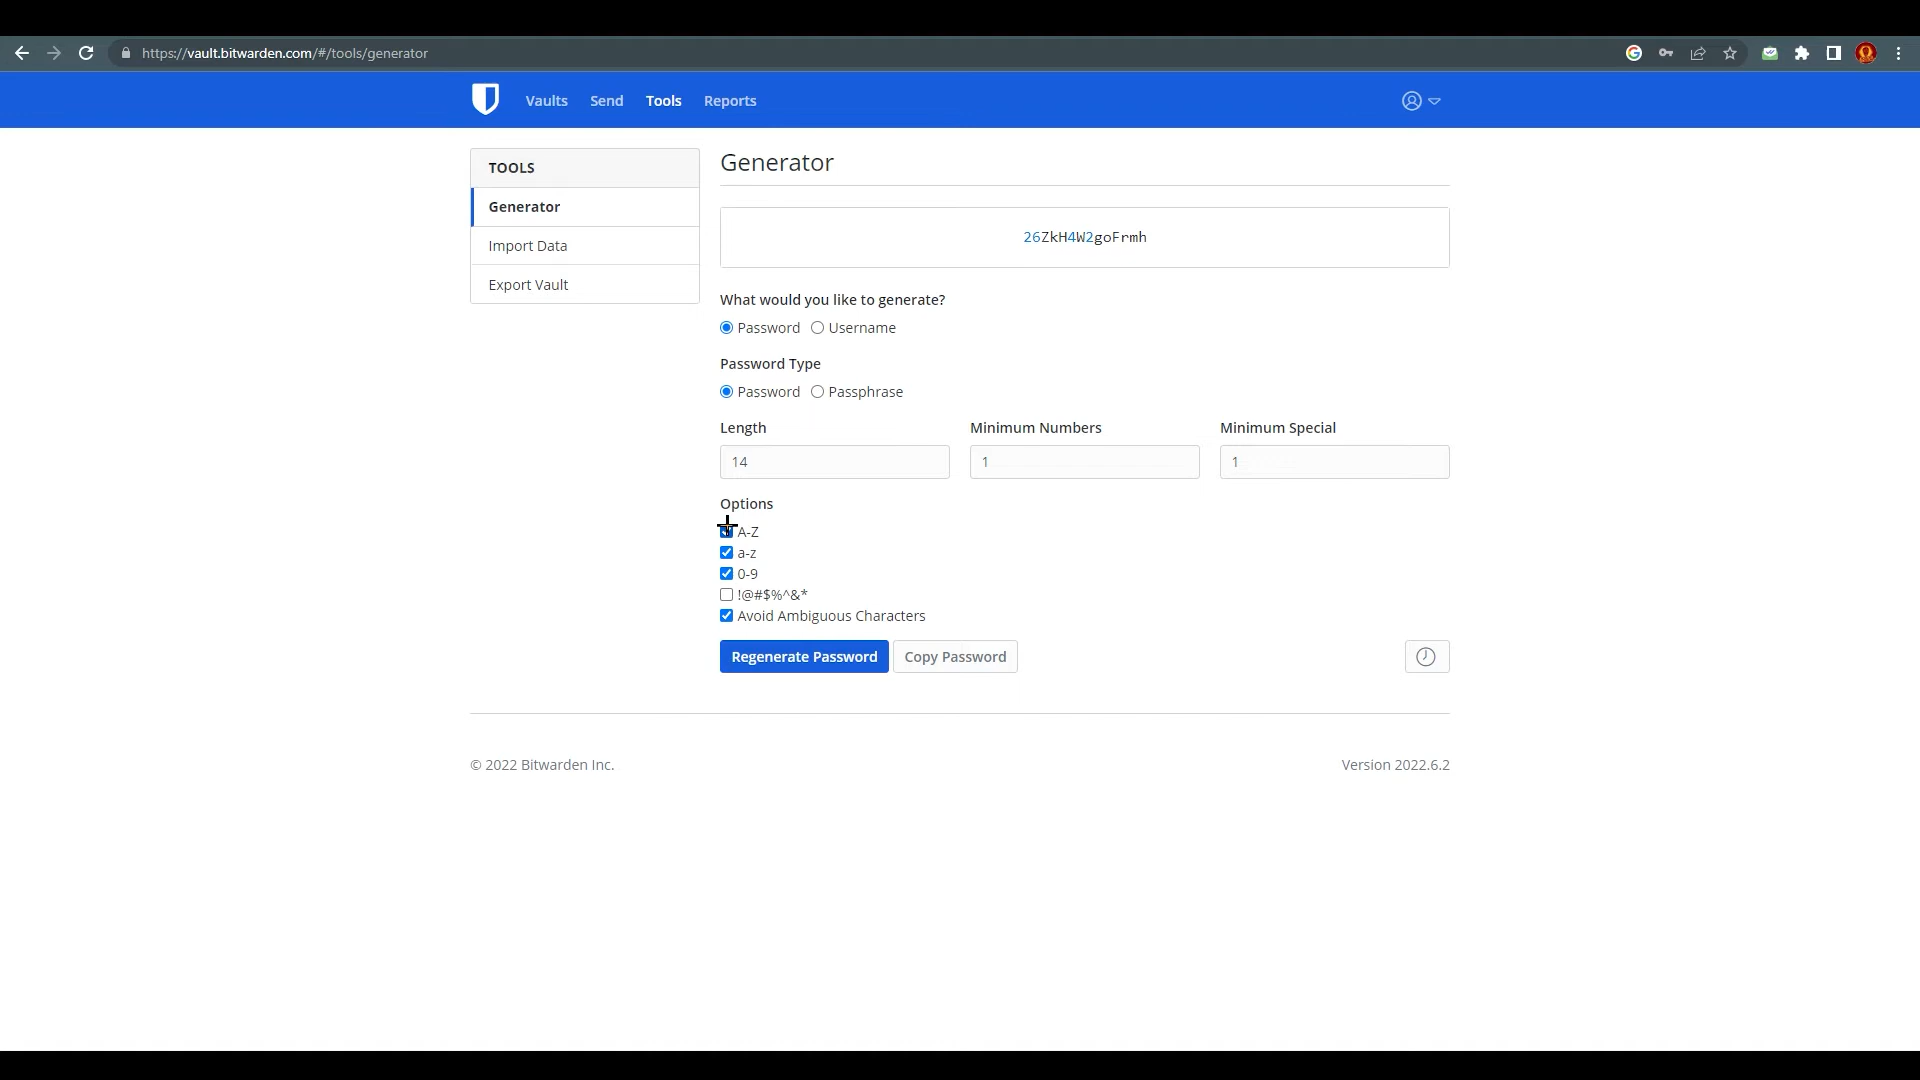 https://vault.bitwarden.com/#/tools/generator
Vaults Send Tools Reports
TOOLS
Generator
Import Data
Export Vault
Generator
26ZkH4W2goFrmh
What would you like to generate?
Password Username
Password Type
Password Passphrase
Length Minimum Numbers Minimum Special
14 1 1
Options
A-Z
a-z
0-9
!@#$%^&*
Avoid Ambiguous Characters
Regenerate Password Copy Password
© 2022 Bitwarden Inc. Version 2022.6.2